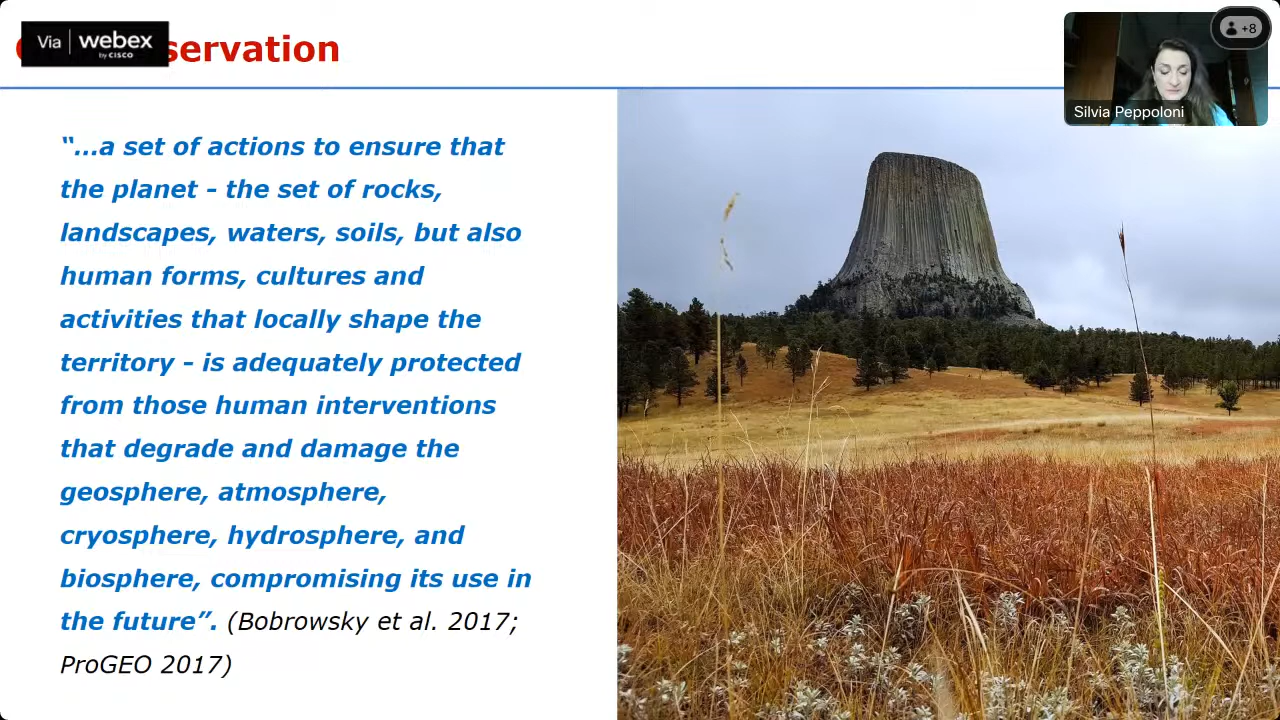 Via webex
by CISCO
servation
+8
Silvia Peppoloni
“...a set of actions to ensure that
the planet - the set of rocks,
landscapes, waters, soils, but also
human forms, cultures and
activities that locally shape the
territory - is adequately protected
from those human interventions
that degrade and damage the
geosphere, atmosphere,
cryosphere, hydrosphere, and
biosphere, compromising its use in
the future”. (Bobrowsky et al. 2017;
ProGEO 2017)